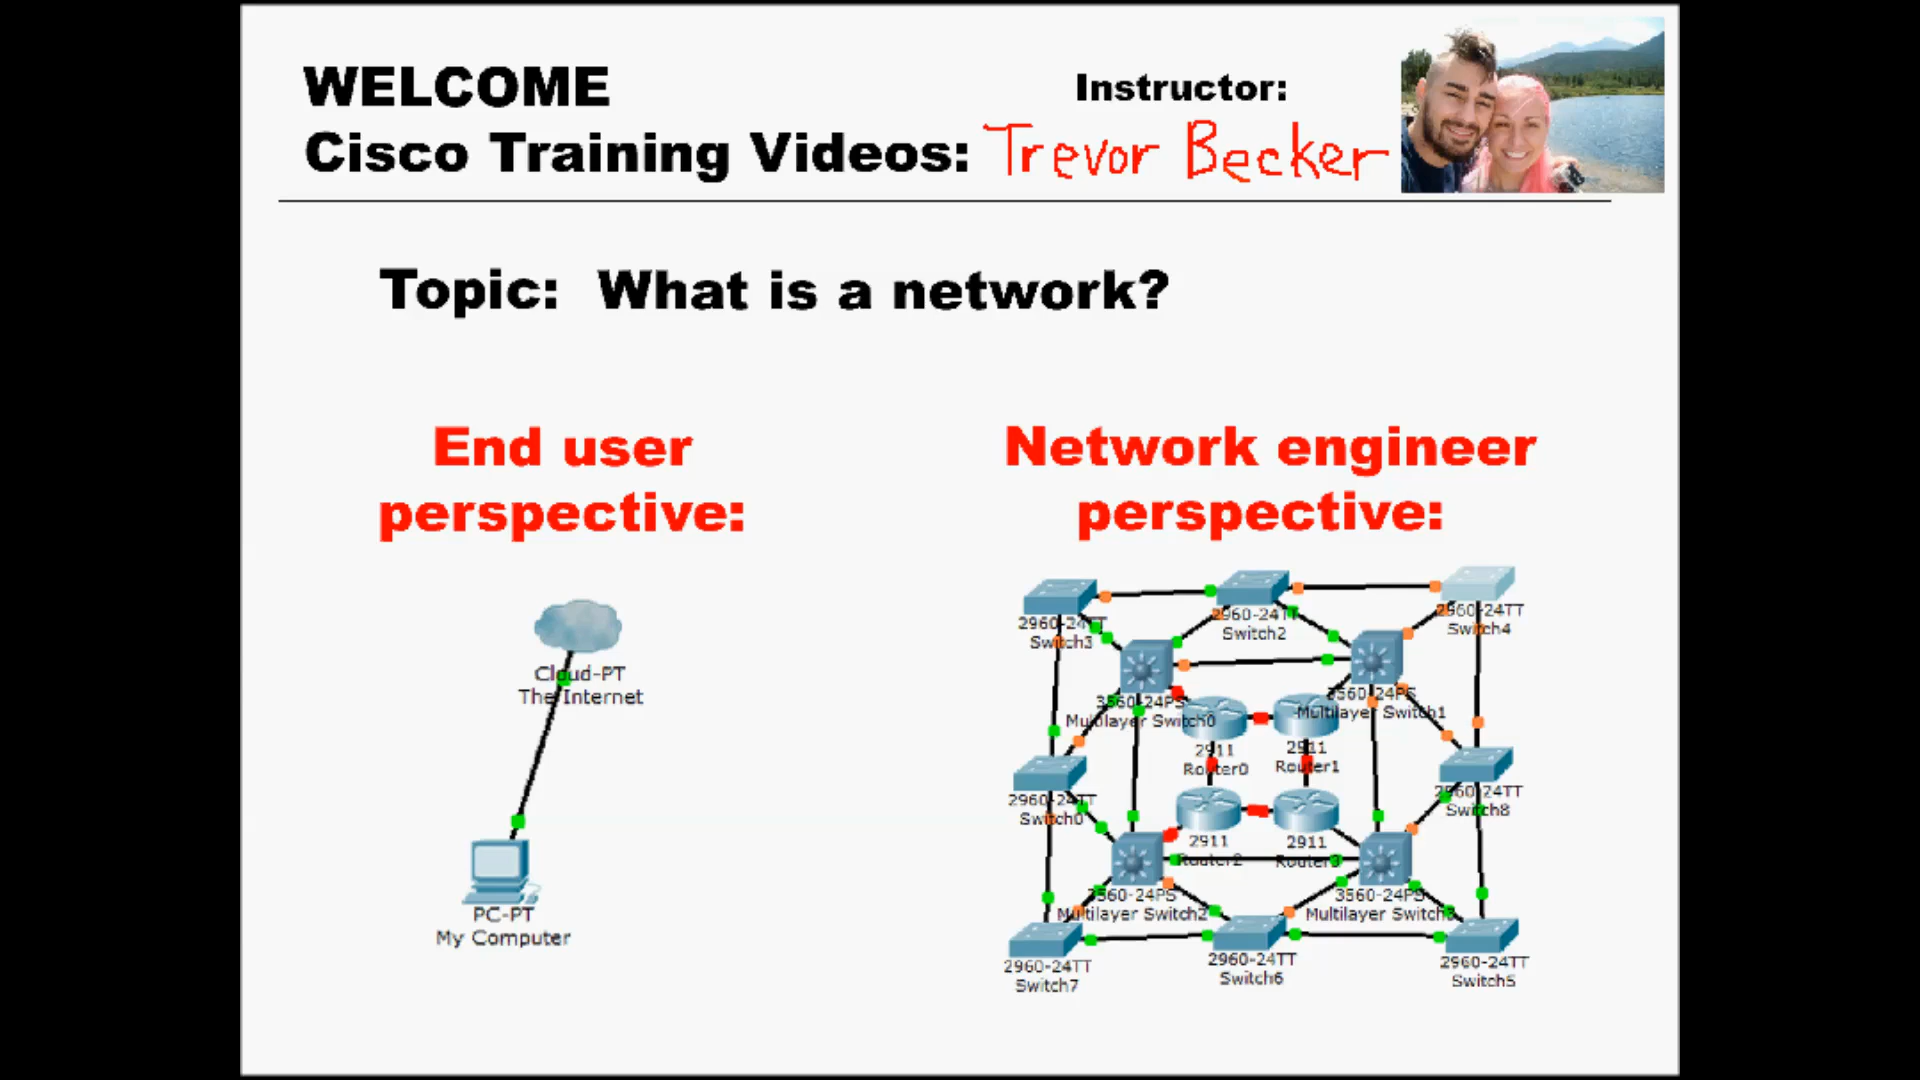 WELCOME
Cisco Training Videos:
Instructor:
Trevor Becker
Topic: What is a network?
End user
perspective:
Network engineer
perspective:
Cloud-PT
The Internet
PC-PT
My Computer
2960-24TT
Switch3
2960-24TT
Switch2
2960-24TT
Switch4
3560-24PS
Multilayer Switch0
3560-24PS
Multilayer Switch1
2911
Router0
2911
Router1
2960-24TT
Switch0
2960-24TT
Switch8
2911
Router2
2911
Router3
3560-24PS
Multilayer Switch2
3560-24PS
Multilayer Switch3
2960-24TT
Switch7
2960-24TT
Switch6
2960-24TT
Switch5